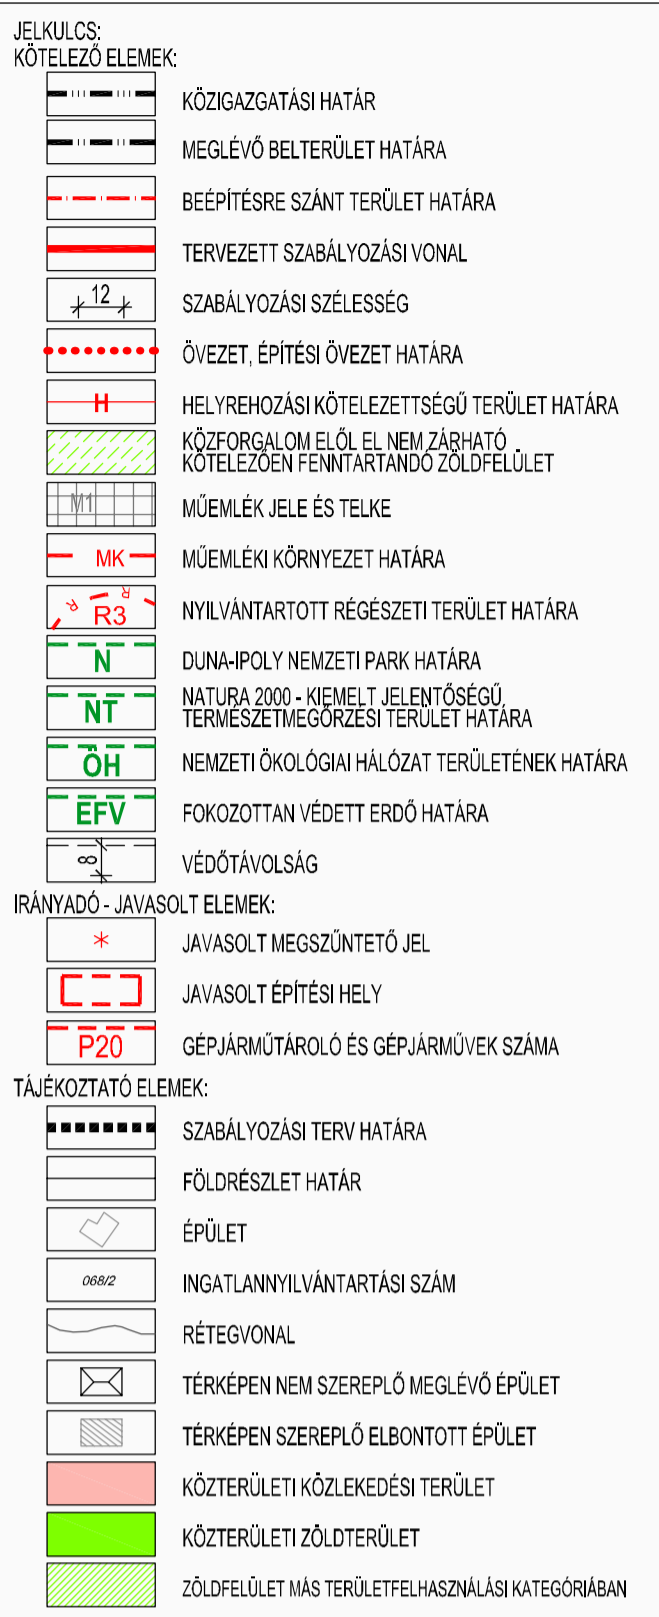 JELKULCS:
KÖTELEZŐ ELEMEK:
KÖZIGAZGATÁSI HATÁR
MEGLÉVŐ BELTERÜLET HATÁRA
BEÉPÍTÉSRE SZÁNT TERÜLET HATÁRA
TERVEZETT SZABÁLYOZÁSI VONAL
12 SZABÁLYOZÁSI SZÉLESSÉG
ÖVEZET, ÉPÍTÉSI ÖVEZET HATÁRA
H HELYREHOZÁSI KÖTELEZETTSÉGŰ TERÜLET HATÁRA
KÖZFORGALOM ELŐL EL NEM ZÁRHATÓ
KÖTELEZŐEN FENNTARTANDÓ ZÖLDFELÜLET
M1 MŰEMLÉK JELE ÉS TELKE
MK MŰEMLÉKI KÖRNYEZET HATÁRA
R R R3 NYILVÁNTARTOTT RÉGÉSZETI TERÜLET HATÁRA
N DUNA-IPOLY NEMZETI PARK HATÁRA
NATURA 2000 - KIEMELT JELENTŐSÉGŰ
NT TERMÉSZETMEGŐRZÉSI TERÜLET HATÁRA
ÖH NEMZETI ÖKOLÓGIAI HÁLÓZAT TERÜLETÉNEK HATÁRA
EFV FOKOZOTTAN VÉDETT ERDŐ HATÁRA
8 VÉDŐTÁVOLSÁG
IRÁNYADÓ - JAVASOLT ELEMEK:
JAVASOLT MEGSZŰNTETŐ JEL
JAVASOLT ÉPÍTÉSI HELY
P20 GÉPJÁRMŰTÁROLÓ ÉS GÉPJÁRMŰVEK SZÁMA
TÁJÉKOZTATÓ ELEMEK:
SZABÁLYOZÁSI TERV HATÁRA
FÖLDRÉSZLET HATÁR
ÉPÜLET
068/2 INGATLANNYILVÁNTARTÁSI SZÁM
RÉTEGVONAL
TÉRKÉPEN NEM SZEREPLŐ MEGLÉVŐ ÉPÜLET
TÉRKÉPEN SZEREPLŐ ELBONTOTT ÉPÜLET
KÖZTERÜLETI KÖZLEKEDÉSI TERÜLET
KÖZTERÜLETI ZÖLDTERÜLET
ZÖLDFELÜLET MÁS TERÜLETFELHASZNÁLÁSI KATEGÓRIÁBAN